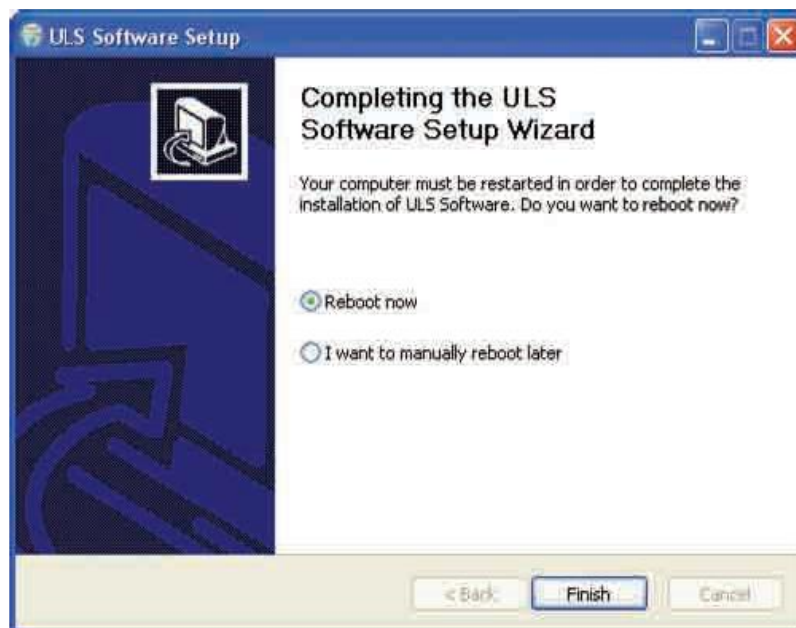 ULS Software Setup
Completing the ULS
Software Setup Wizard
Your computer must be restarted in order to complete the
installation of ULS Software. Do you want to reboot now?
Reboot now
I want to manually reboot later
< Back
Finish
Cancel